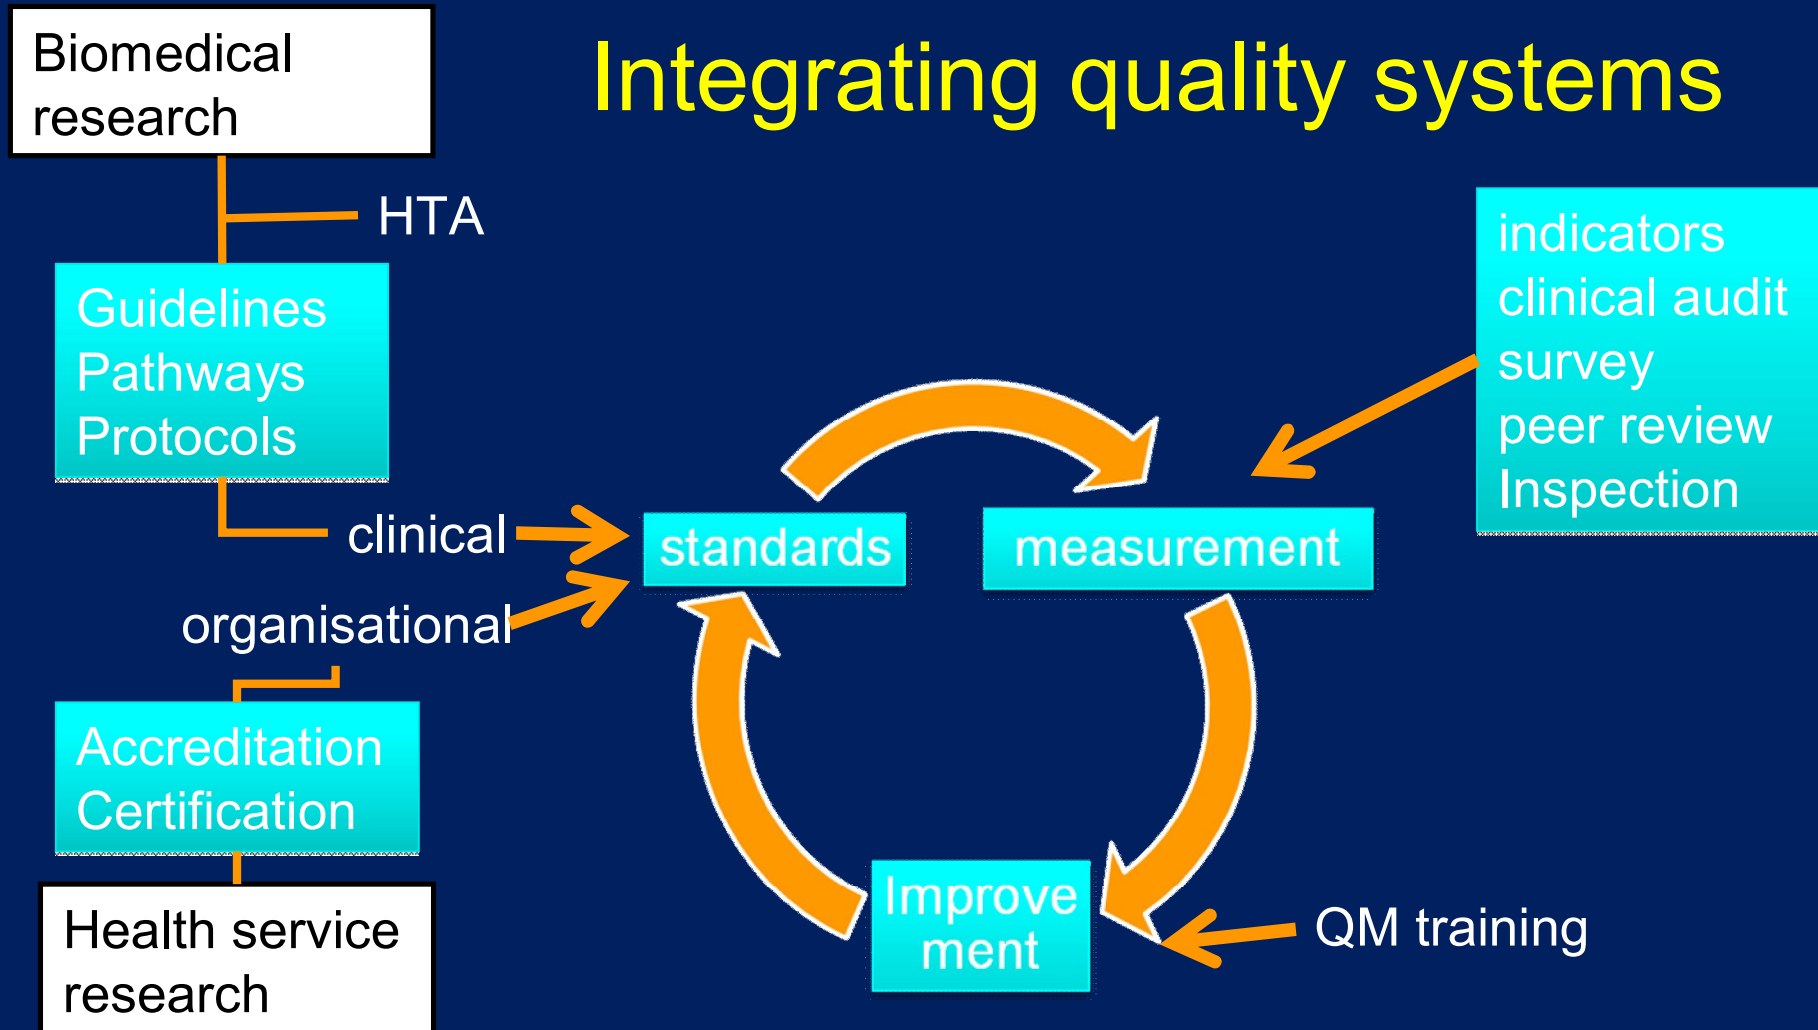 Integrating quality systems
Biomedical
research
HTA
Guidelines
Pathways
Protocols
clinical
organisational
Accreditation
Certification
Health service
research
standards
measurement
Improve
ment
indicators
clinical audit
survey
peer review
Inspection
QM training